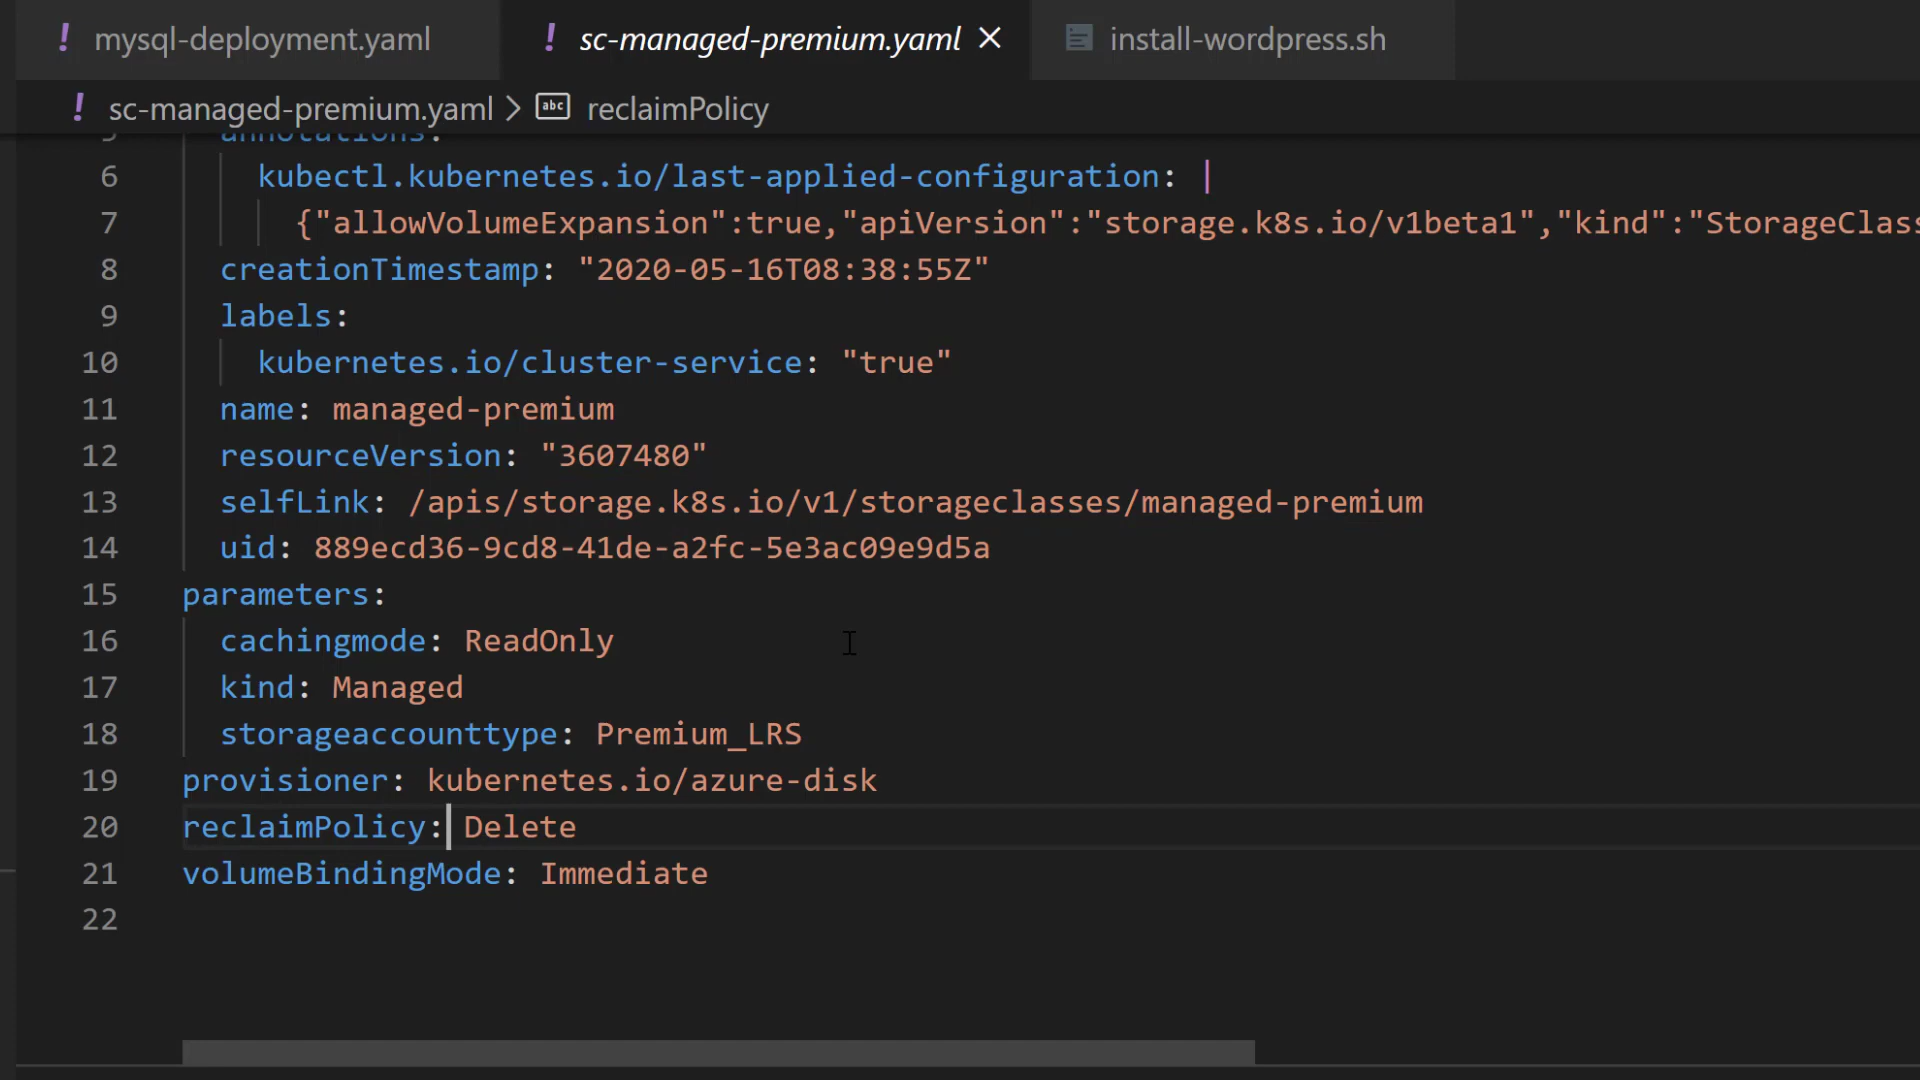 mysql-deployment.yaml
sc-managed-premium.yaml
install-wordpress.sh
sc-managed-premium.yaml > abc reclaimPolicy
5 annotations:
6 kubectl.kubernetes.io/last-applied-configuration: |
7 {"allowVolumeExpansion":true,"apiVersion":"storage.k8s.io/v1beta1","kind":"StorageClass
8 creationTimestamp: "2020-05-16T08:38:55Z"
9 labels:
10 kubernetes.io/cluster-service: "true"
11 name: managed-premium
12 resourceVersion: "3607480"
13 selfLink: /apis/storage.k8s.io/v1/storageclasses/managed-premium
14 uid: 889ecd36-9cd8-41de-a2fc-5e3ac09e9d5a
15 parameters:
16 cachingmode: ReadOnly
17 kind: Managed
18 storageaccounttype: Premium_LRS
19 provisioner: kubernetes.io/azure-disk
20 reclaimPolicy: Delete
21 volumeBindingMode: Immediate
22